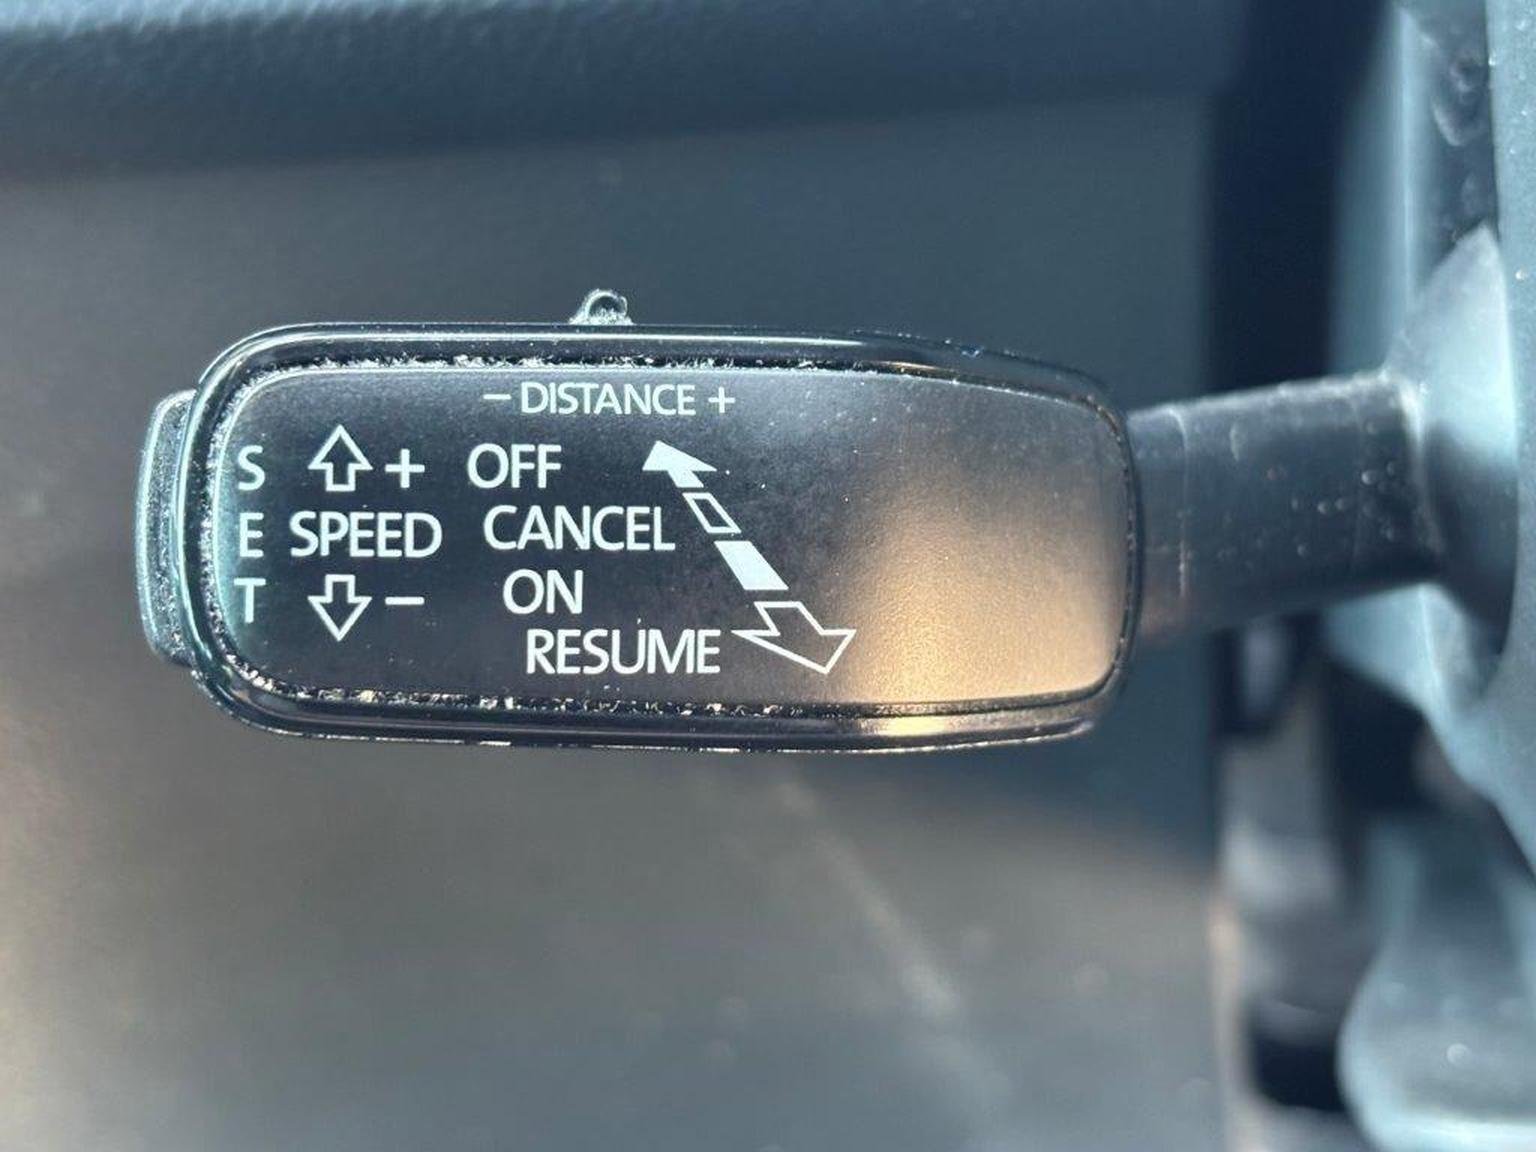 - DISTANCE +
S + OFF
E SPEED CANCEL
T - ON
RESUME